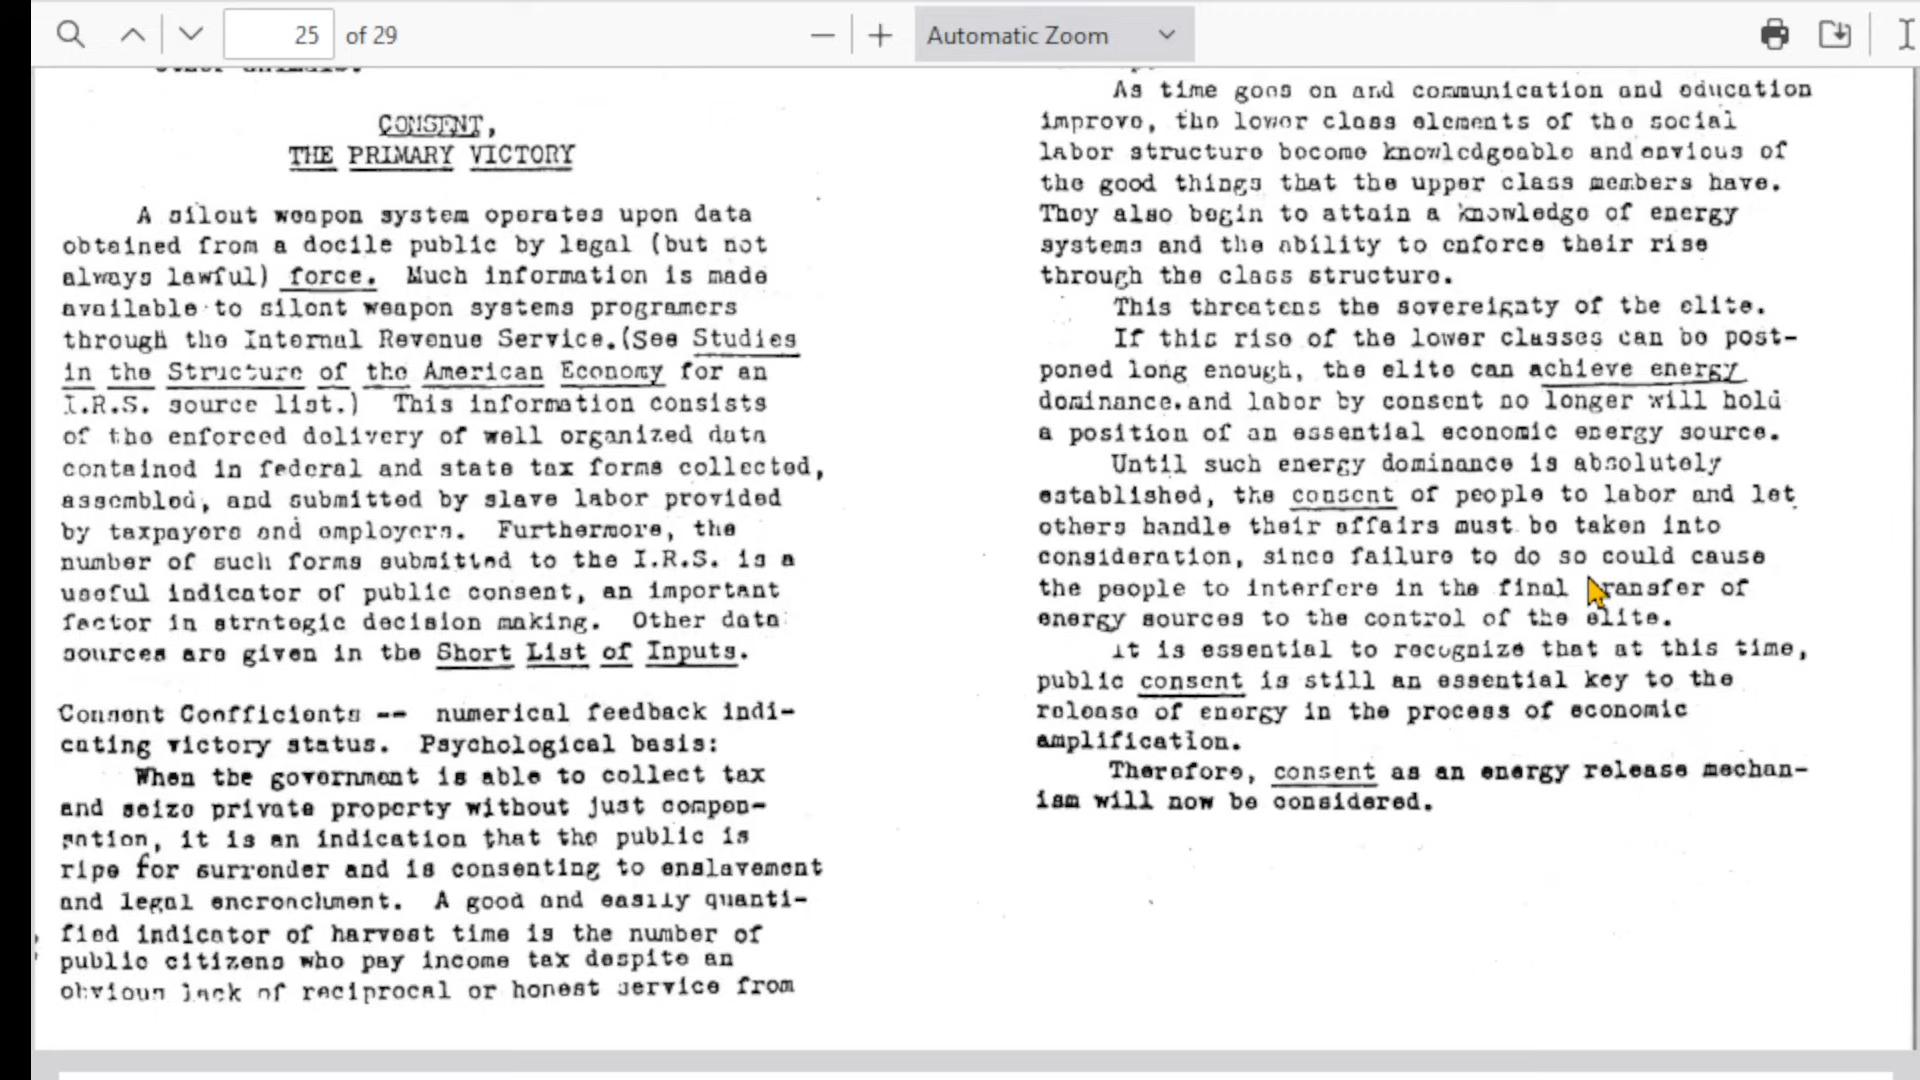 25 of 29
Automatic Zoom
CONSENT,
THE PRIMARY VICTORY
A silent weapon system operates upon data
obtained from a docile public by legal (but not
always lawful) force. Much information is made
available to silent weapon systems programers
through the Internal Revenue Service.(See Studies
in the Structure of the American Economy for an
I.R.S. source list.) This information consists
of the enforced delivery of well organized data
contained in federal and state tax forms collected,
assembled, and submitted by slave labor provided
by taxpayers and employers. Furthermore, the
number of such forms submitted to the I.R.S. is a
useful indicator of public consent, an important
factor in strategic decision making. Other data
sources are given in the Short List of Inputs.
Consent Coefficients -- numerical feedback indi-
cating victory status. Psychological basis:
When the government is able to collect tax
and seize private property without just compen-
sation, it is an indication that the public is
ripe for surrender and is consenting to enslavement
and legal encroachment. A good and easily quanti-
fied indicator of harvest time is the number of
public citizens who pay income tax despite an
obvious lack of reciprocal or honest service from
As time goes on and communication and education
improve, the lower class elements of the social
labor structure become knowledgeable and envious of
the good things that the upper class members have.
They also begin to attain a knowledge of energy
systems and the ability to enforce their rise
through the class structure.
This threatens the sovereignty of the elite.
If this rise of the lower classes can be post-
poned long enough, the elite can achieve energy
dominance.and labor by consent no longer will hold
a position of an essential economic energy source.
Until such energy dominance is absolutely
established, the consent of people to labor and let
others handle their affairs must be taken into
consideration, since failure to do so could cause
the people to interfere in the final transfer of
energy sources to the control of the elite.
It is essential to recognize that at this time,
public consent is still an essential key to the
release of energy in the process of economic
amplification.
Therefore, consent as an energy release mechan-
ism will now be considered.